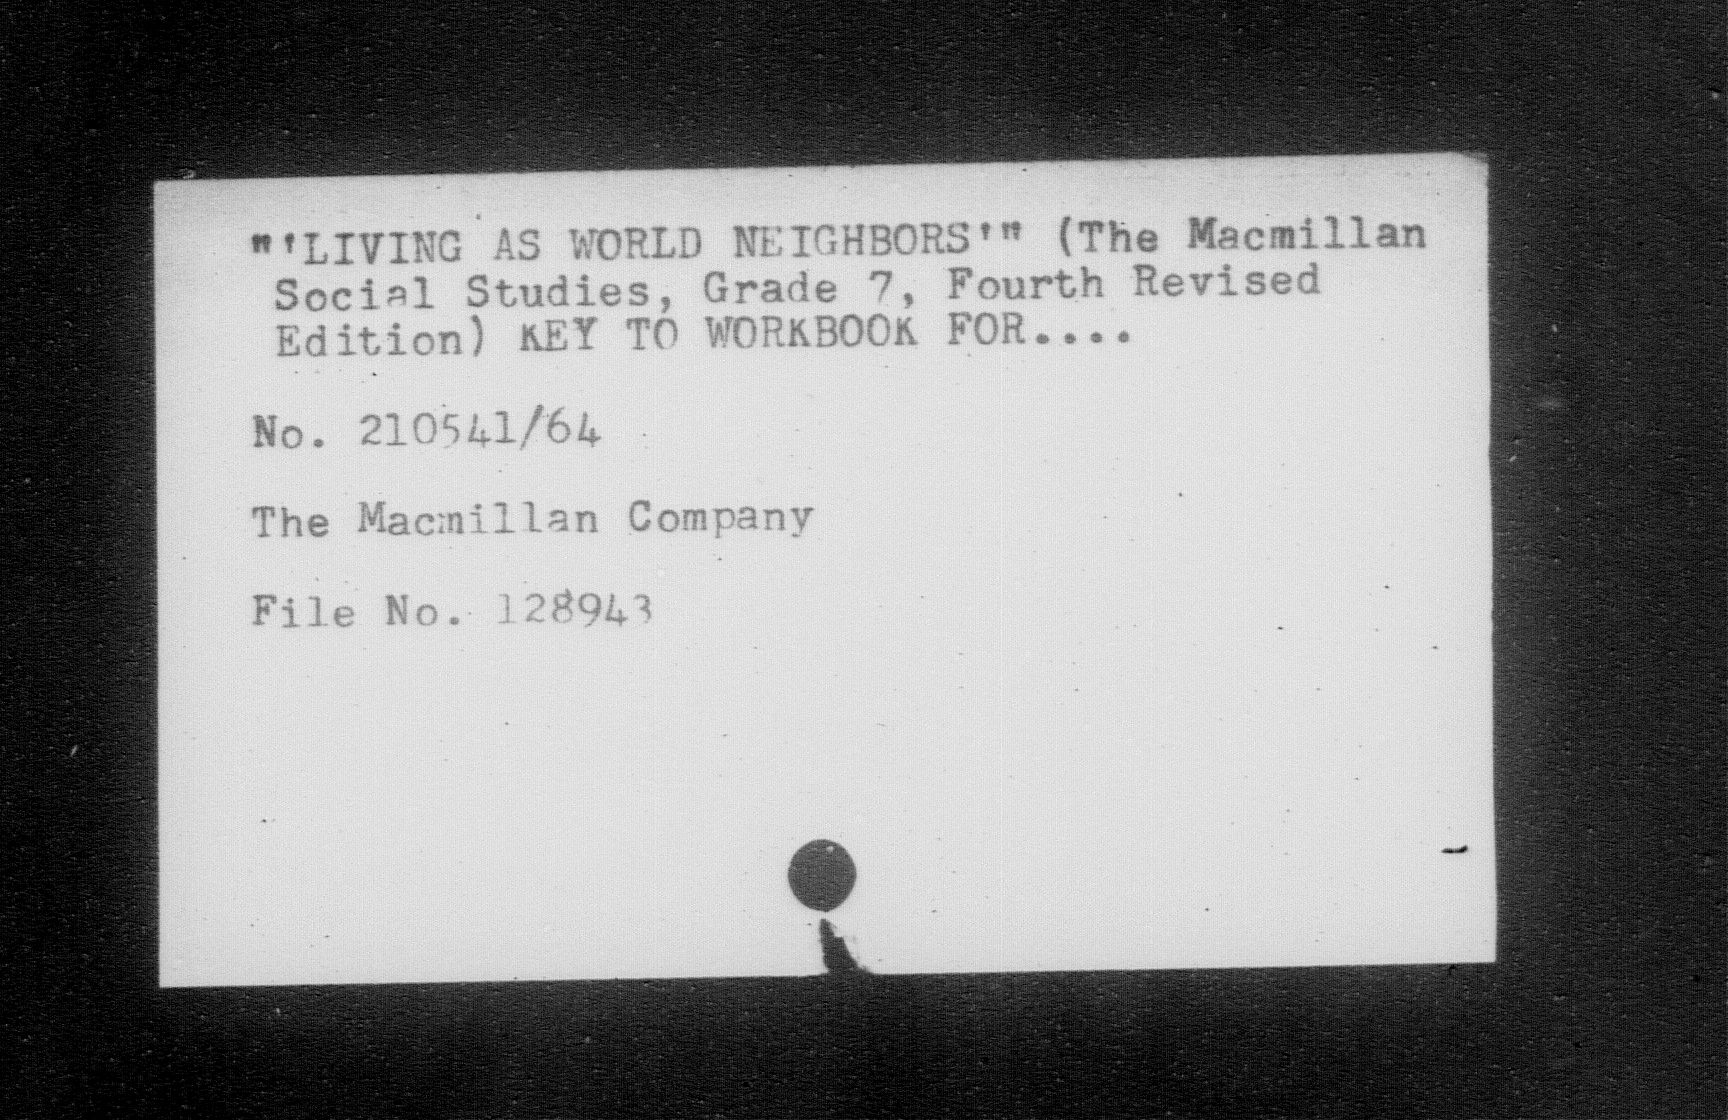 "'LIVING AS WORLD NEIGHBORS'" (The Macmillan
Social Studies, Grade 7, Fourth Revised
Edition) KEY TO WORKBOOK FOR....
No. 210541/64
The Macmillan Company
File No. 128943